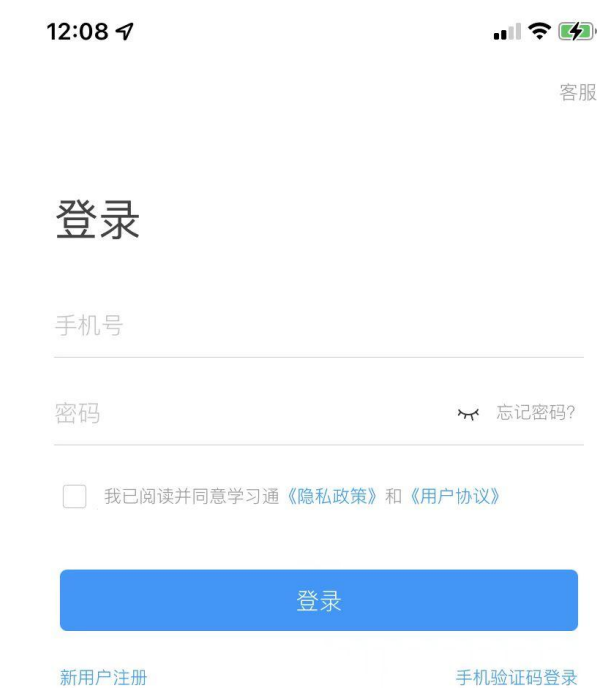 12:08
客服
登录
手机号
密码 忘记密码?
我已阅读并同意学习通《隐私政策》和《用户协议》
登录
新用户注册 手机验证码登录